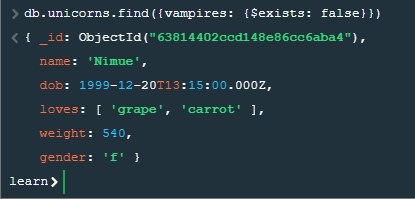 > db.unicorns.find({vampires: {$exists: false}})
< { _id: ObjectId("63814402ccd148e86cc6aba4"),
name: 'Nimue',
dob: 1999-12-20T13:15:00.000Z,
loves: [ 'grape', 'carrot' ],
weight: 540,
gender: 'f' }
learn>